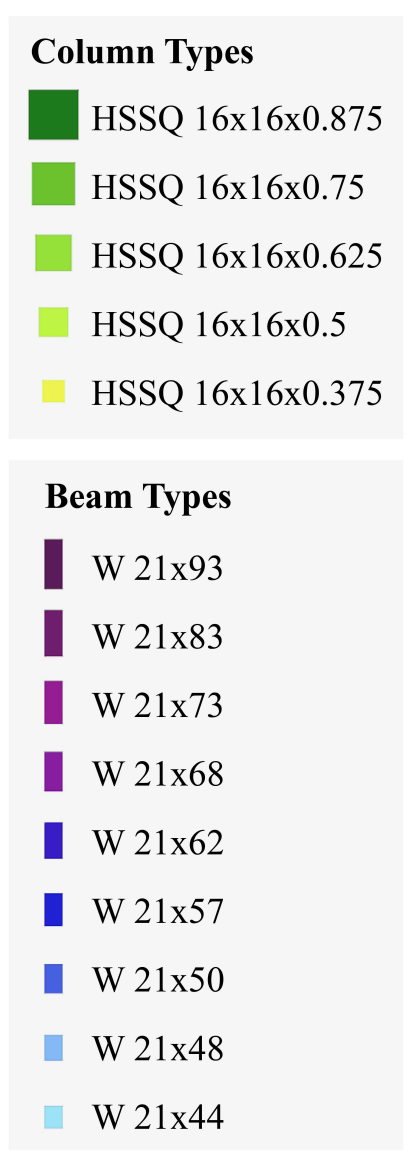 Column Types
HSSQ 16x16x0.875
HSSQ 16x16x0.75
HSSQ 16x16x0.625
HSSQ 16x16x0.5
HSSQ 16x16x0.375
Beam Types
W 21x93
W 21x83
W 21x73
W 21x68
W 21x62
W 21x57
W 21x50
W 21x48
W 21x44